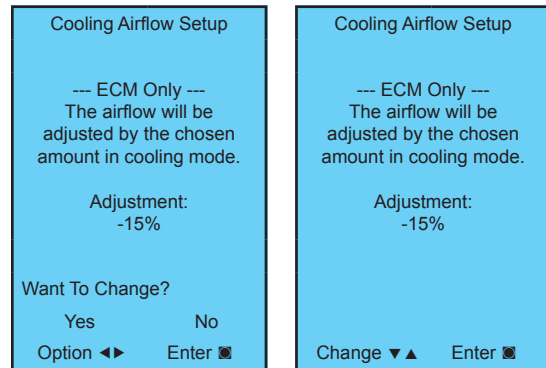 Cooling Airflow Setup
--- ECM Only ---
The airflow will be
adjusted by the chosen
amount in cooling mode.
Adjustment:
-15%
Want To Change?
Yes No
Option ◀▶ Enter ◙
Cooling Airflow Setup
--- ECM Only ---
The airflow will be
adjusted by the chosen
amount in cooling mode.
Adjustment:
-15%
Change ▼▲ Enter ◙